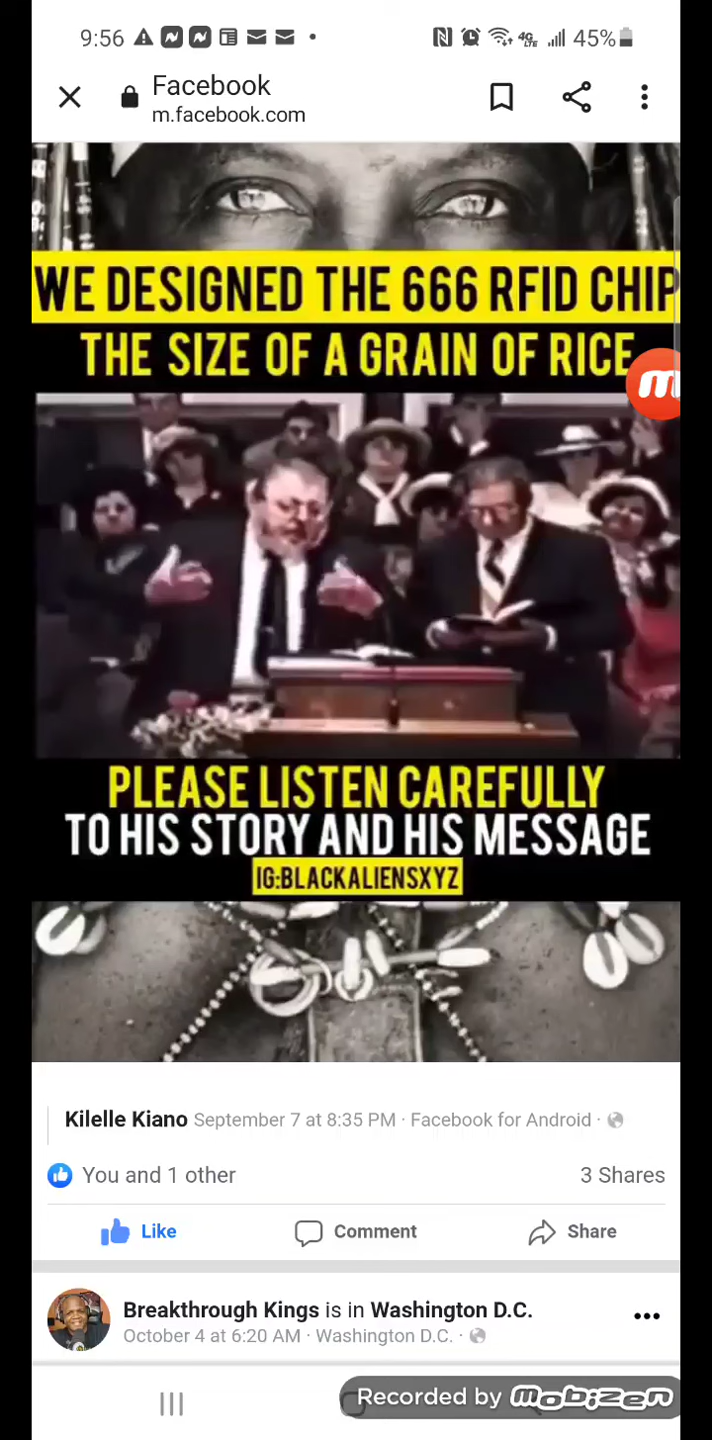 9:56
4G LTE
45%
Facebook
m.facebook.com
WE DESIGNED THE 666 RFID CHIP
THE SIZE OF A GRAIN OF RICE
m
PLEASE LISTEN CAREFULLY
TO HIS STORY AND HIS MESSAGE
IG:BLACKALIENSXYZ
Kilelle Kiano September 7 at 8:35 PM · Facebook for Android ·
You and 1 other 3 Shares
Like Comment Share
Breakthrough Kings is in Washington D.C.
October 4 at 6:20 AM · Washington D.C. ·
Recorded by mobizen